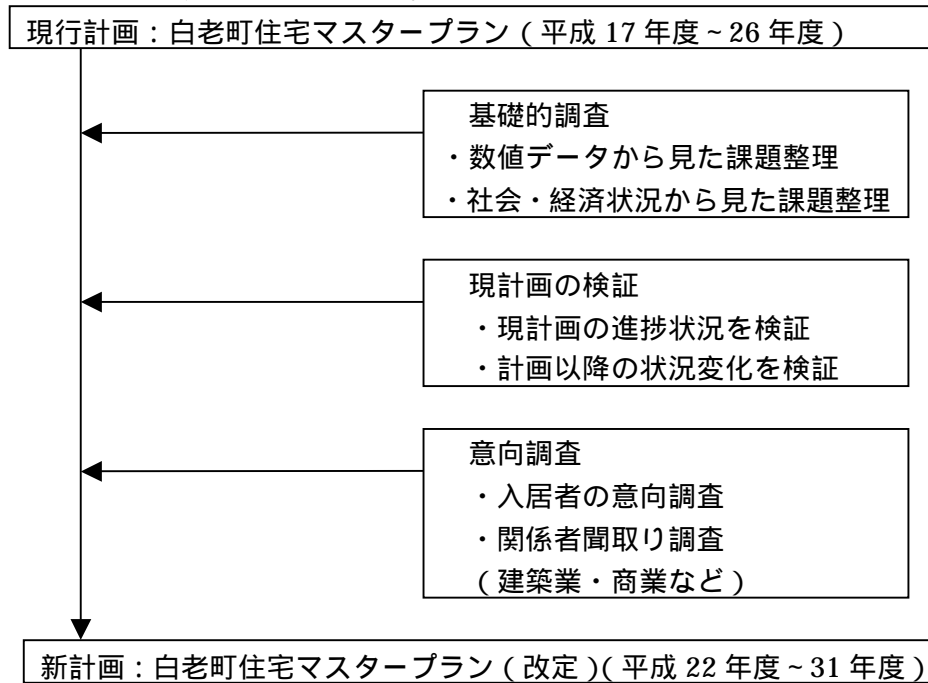 現行計画：白老町住宅マスタープラン（平成 17 年度～26 年度）
基礎的調査
・数値データから見た課題整理
・社会・経済状況から見た課題整理
現計画の検証
・現計画の進捗状況を検証
・計画以降の状況変化を検証
意向調査
・入居者の意向調査
・関係者聞取り調査
（建築業・商業など）
新計画：白老町住宅マスタープラン（改定）（平成 22 年度～31 年度）